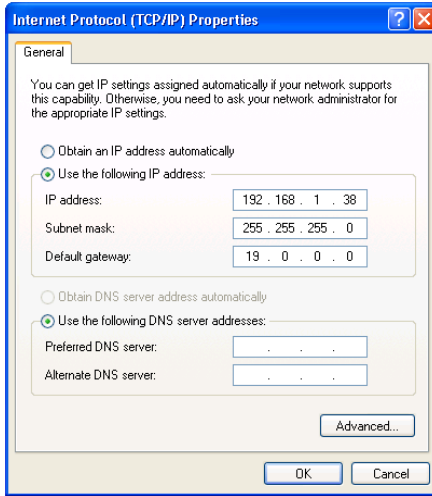 Internet Protocol (TCP/IP) Properties
General
You can get IP settings assigned automatically if your network supports
this capability. Otherwise, you need to ask your network administrator for
the appropriate IP settings.
Obtain an IP address automatically
Use the following IP address:
IP address: 192 . 168 . 1 . 38
Subnet mask: 255 . 255 . 255 . 0
Default gateway: 19 . 0 . 0 . 0
Obtain DNS server address automatically
Use the following DNS server addresses:
Preferred DNS server: . . .
Alternate DNS server: . . .
Advanced...
OK Cancel